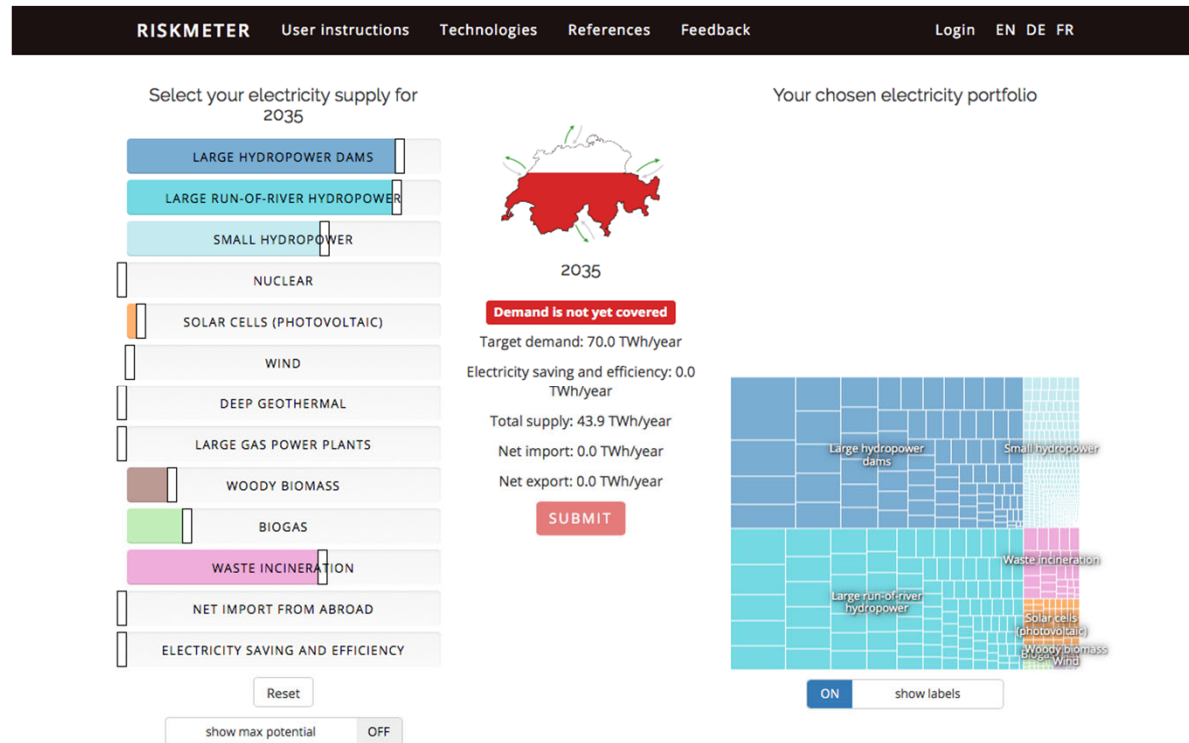 RISKMETER User instructions Technologies References Feedback Login EN DE FR
Select your electricity supply for
2035
LARGE HYDROPOWER DAMS
LARGE RUN-OF-RIVER HYDROPOWER
SMALL HYDROPOWER
NUCLEAR
SOLAR CELLS (PHOTOVOLTAIC)
WIND
DEEP GEOTHERMAL
LARGE GAS POWER PLANTS
WOODY BIOMASS
BIOGAS
WASTE INCINERATION
NET IMPORT FROM ABROAD
ELECTRICITY SAVING AND EFFICIENCY
Reset
show max potential OFF
2035
Demand is not yet covered
Target demand: 70.0 TWh/year
Electricity saving and efficiency: 0.0
TWh/year
Total supply: 43.9 TWh/year
Net import: 0.0 TWh/year
Net export: 0.0 TWh/year
SUBMIT
Your chosen electricity portfolio
Large hydropower
dams
Small hydropower
Large run-of-river
hydropower
Waste incineration
Solar cells
(photovoltaic)
Woody biomass
Wind
ON show labels